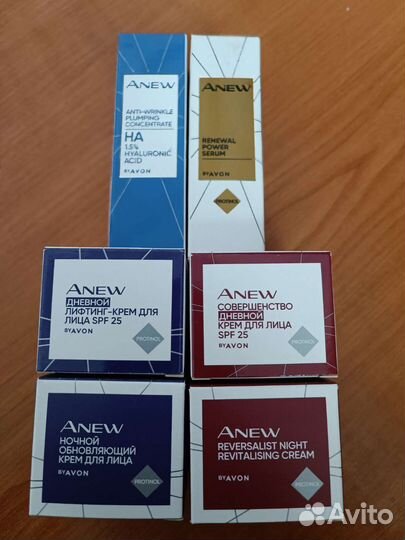 ANEW
ANTI-WRINKLE
PLUMPING
CONCENTRATE
HA
1,5%
HYALURONIC
ACID
BY AVON
ANEW
RENEWAL
POWER
SERUM
BY AVON
PROTINOL
ANEW
ДНЕВНОЙ
ЛИФТИНГ-КРЕМ ДЛЯ
ЛИЦА SPF 25
BY AVON
PROTINOL
ANEW
СОВЕРШЕНСТВО
ДНЕВНОЙ
КРЕМ ДЛЯ ЛИЦА
SPF 25
BY AVON
PROTINOL
ANEW
НОЧНОЙ
ОБНОВЛЯЮЩИЙ
КРЕМ ДЛЯ ЛИЦА
BY AVON
PROTINOL
ANEW
REVERSALIST NIGHT
REVITALISING CREAM
BY AVON
PROTINOL
Avito